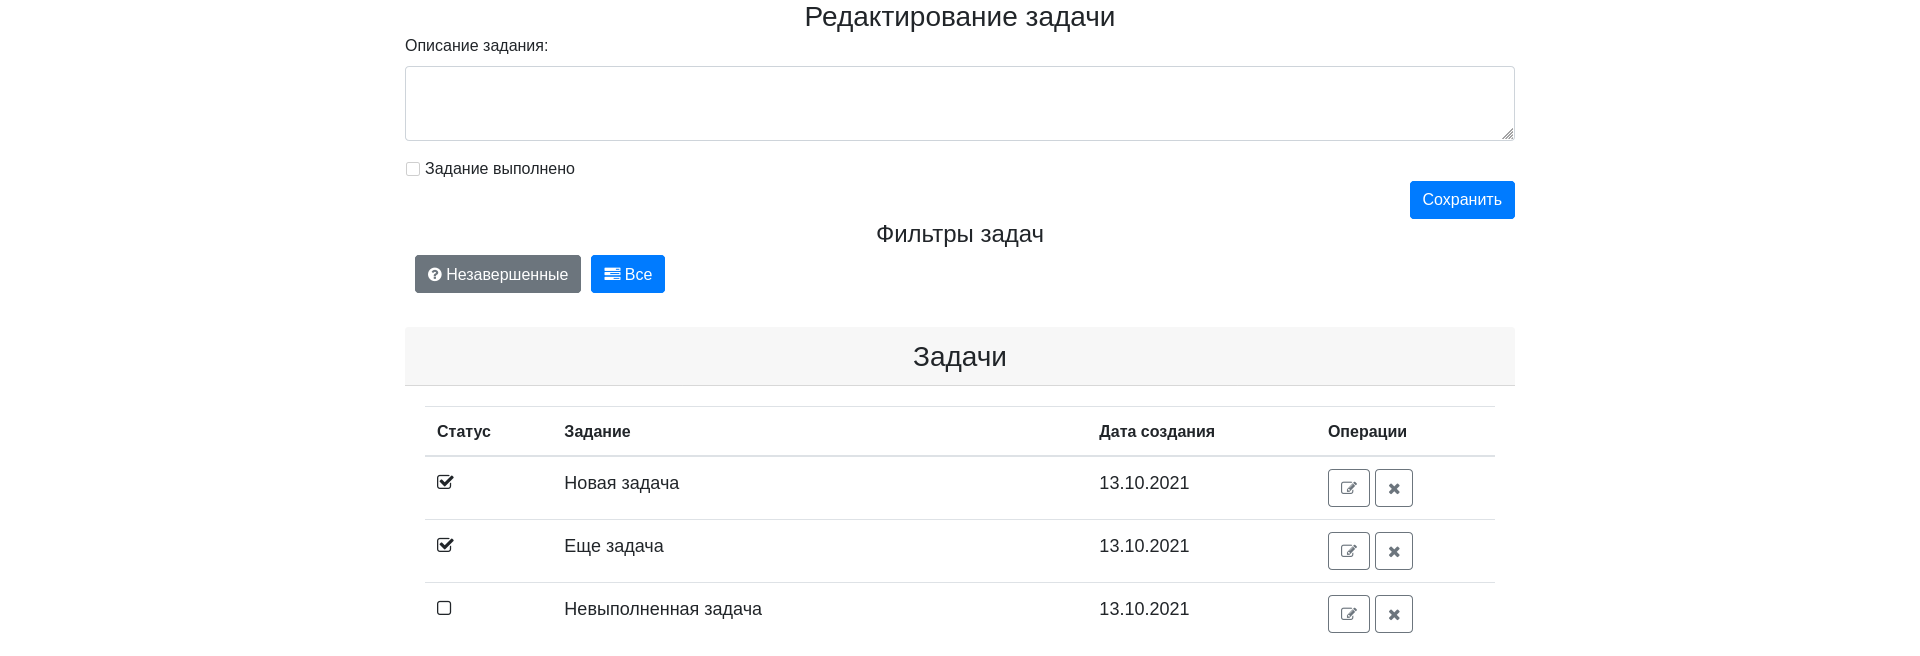 Редактирование задачи
Описание задания:
Задание выполнено
Сохранить
Фильтры задач
Незавершенные Все
Задачи
Статус Задание Дата создания Операции
Новая задача 13.10.2021
Еще задача 13.10.2021
Невыполненная задача 13.10.2021